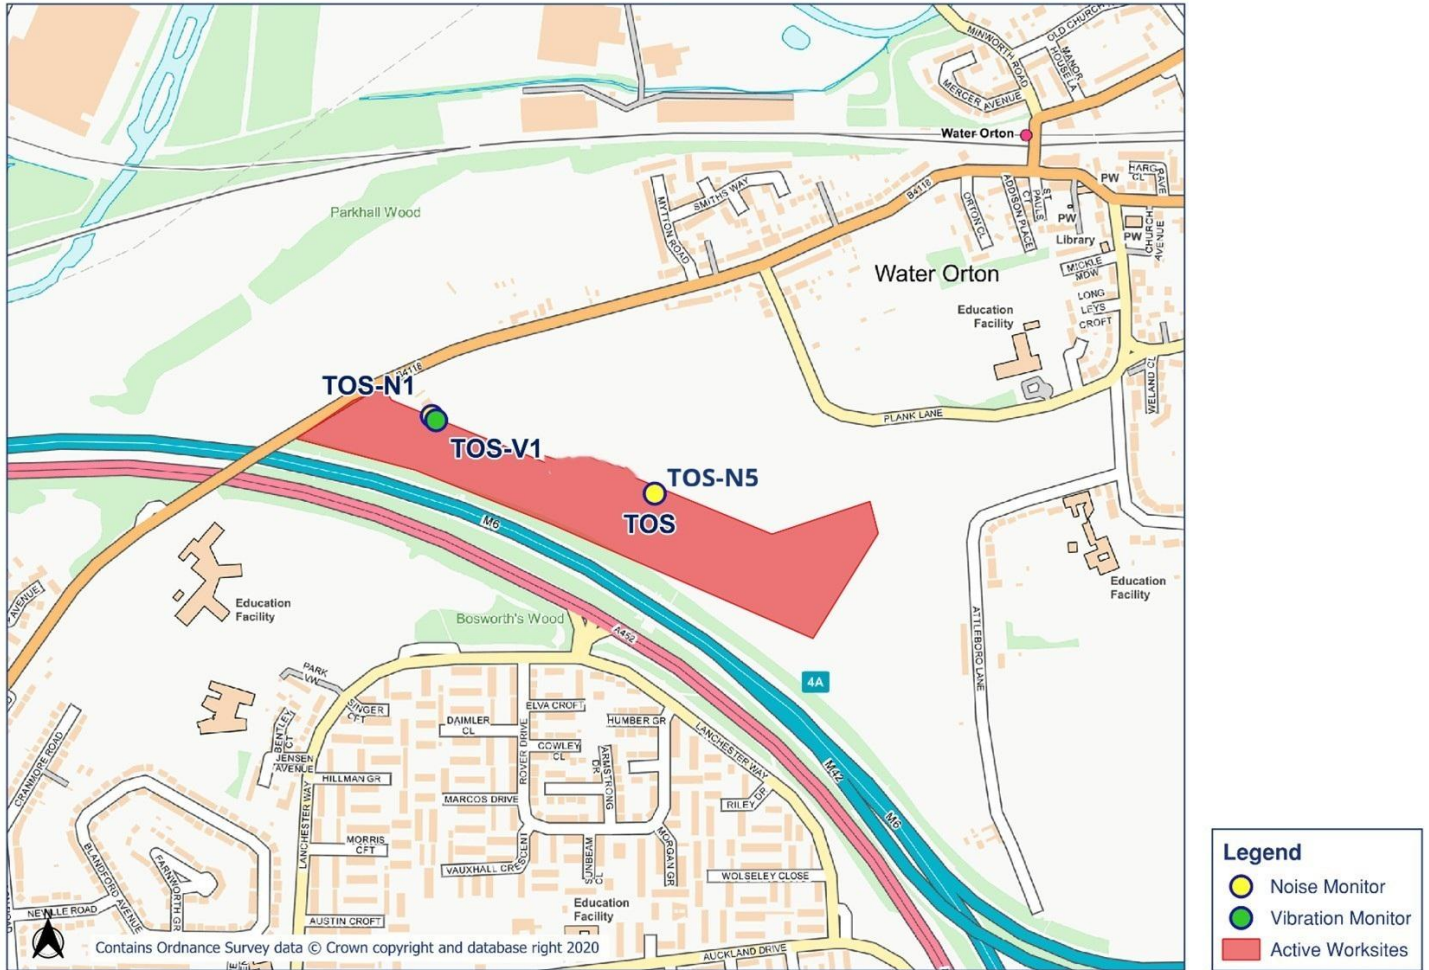 MINWORTH ROAD
OLD CHURCH
MANOR
HOUSE LA
MERCER AVENUE
Water Orton
B4118
PW
HARG
CL
RAVE
SMITHS WAY
MYTTON ROAD
ORTON CL
ADDISON PLACE
ST
PAULS
CT
PW
Library
PW
CHURCH
AVENUE
Parkhall Wood
MICKLE
MDW
Water Orton
LONG
LEYS
CROFT
Education
Facility
WELAND CL
PLANK LANE
B4118
TOS-N1
TOS-V1
TOS-N5
TOS
M6
Education
Facility
ATTLEBORO LANE
AVENUE
Education
Facility
Bosworth's Wood
A452
4A
PARK
VW
SINGER
CFT
BENTLEY
CT
JENSEN
AVENUE
DAIMLER
CL
ELVA CROFT
HUMBER GR
ROVER DRIVE
COWLEY
CL
ARMSTRONG
DR
LANCHESTER WAY
HILLMAN GR
MARCOS DRIVE
RILEY DR
M42
M6
CRANMORE ROAD
LANCHESTER WAY
MORRIS
CFT
VAUXHALL CRESCENT
SUNBEAM
CL
MORGAN GR
WOLSELEY CLOSE
BLANDFORD AVENUE
FARNWORTH GR
NEVILLE ROAD
AUSTIN CROFT
Education
Facility
AUCKLAND DRIVE
Contains Ordnance Survey data © Crown copyright and database right 2020
Legend
Noise Monitor
Vibration Monitor
Active Worksites